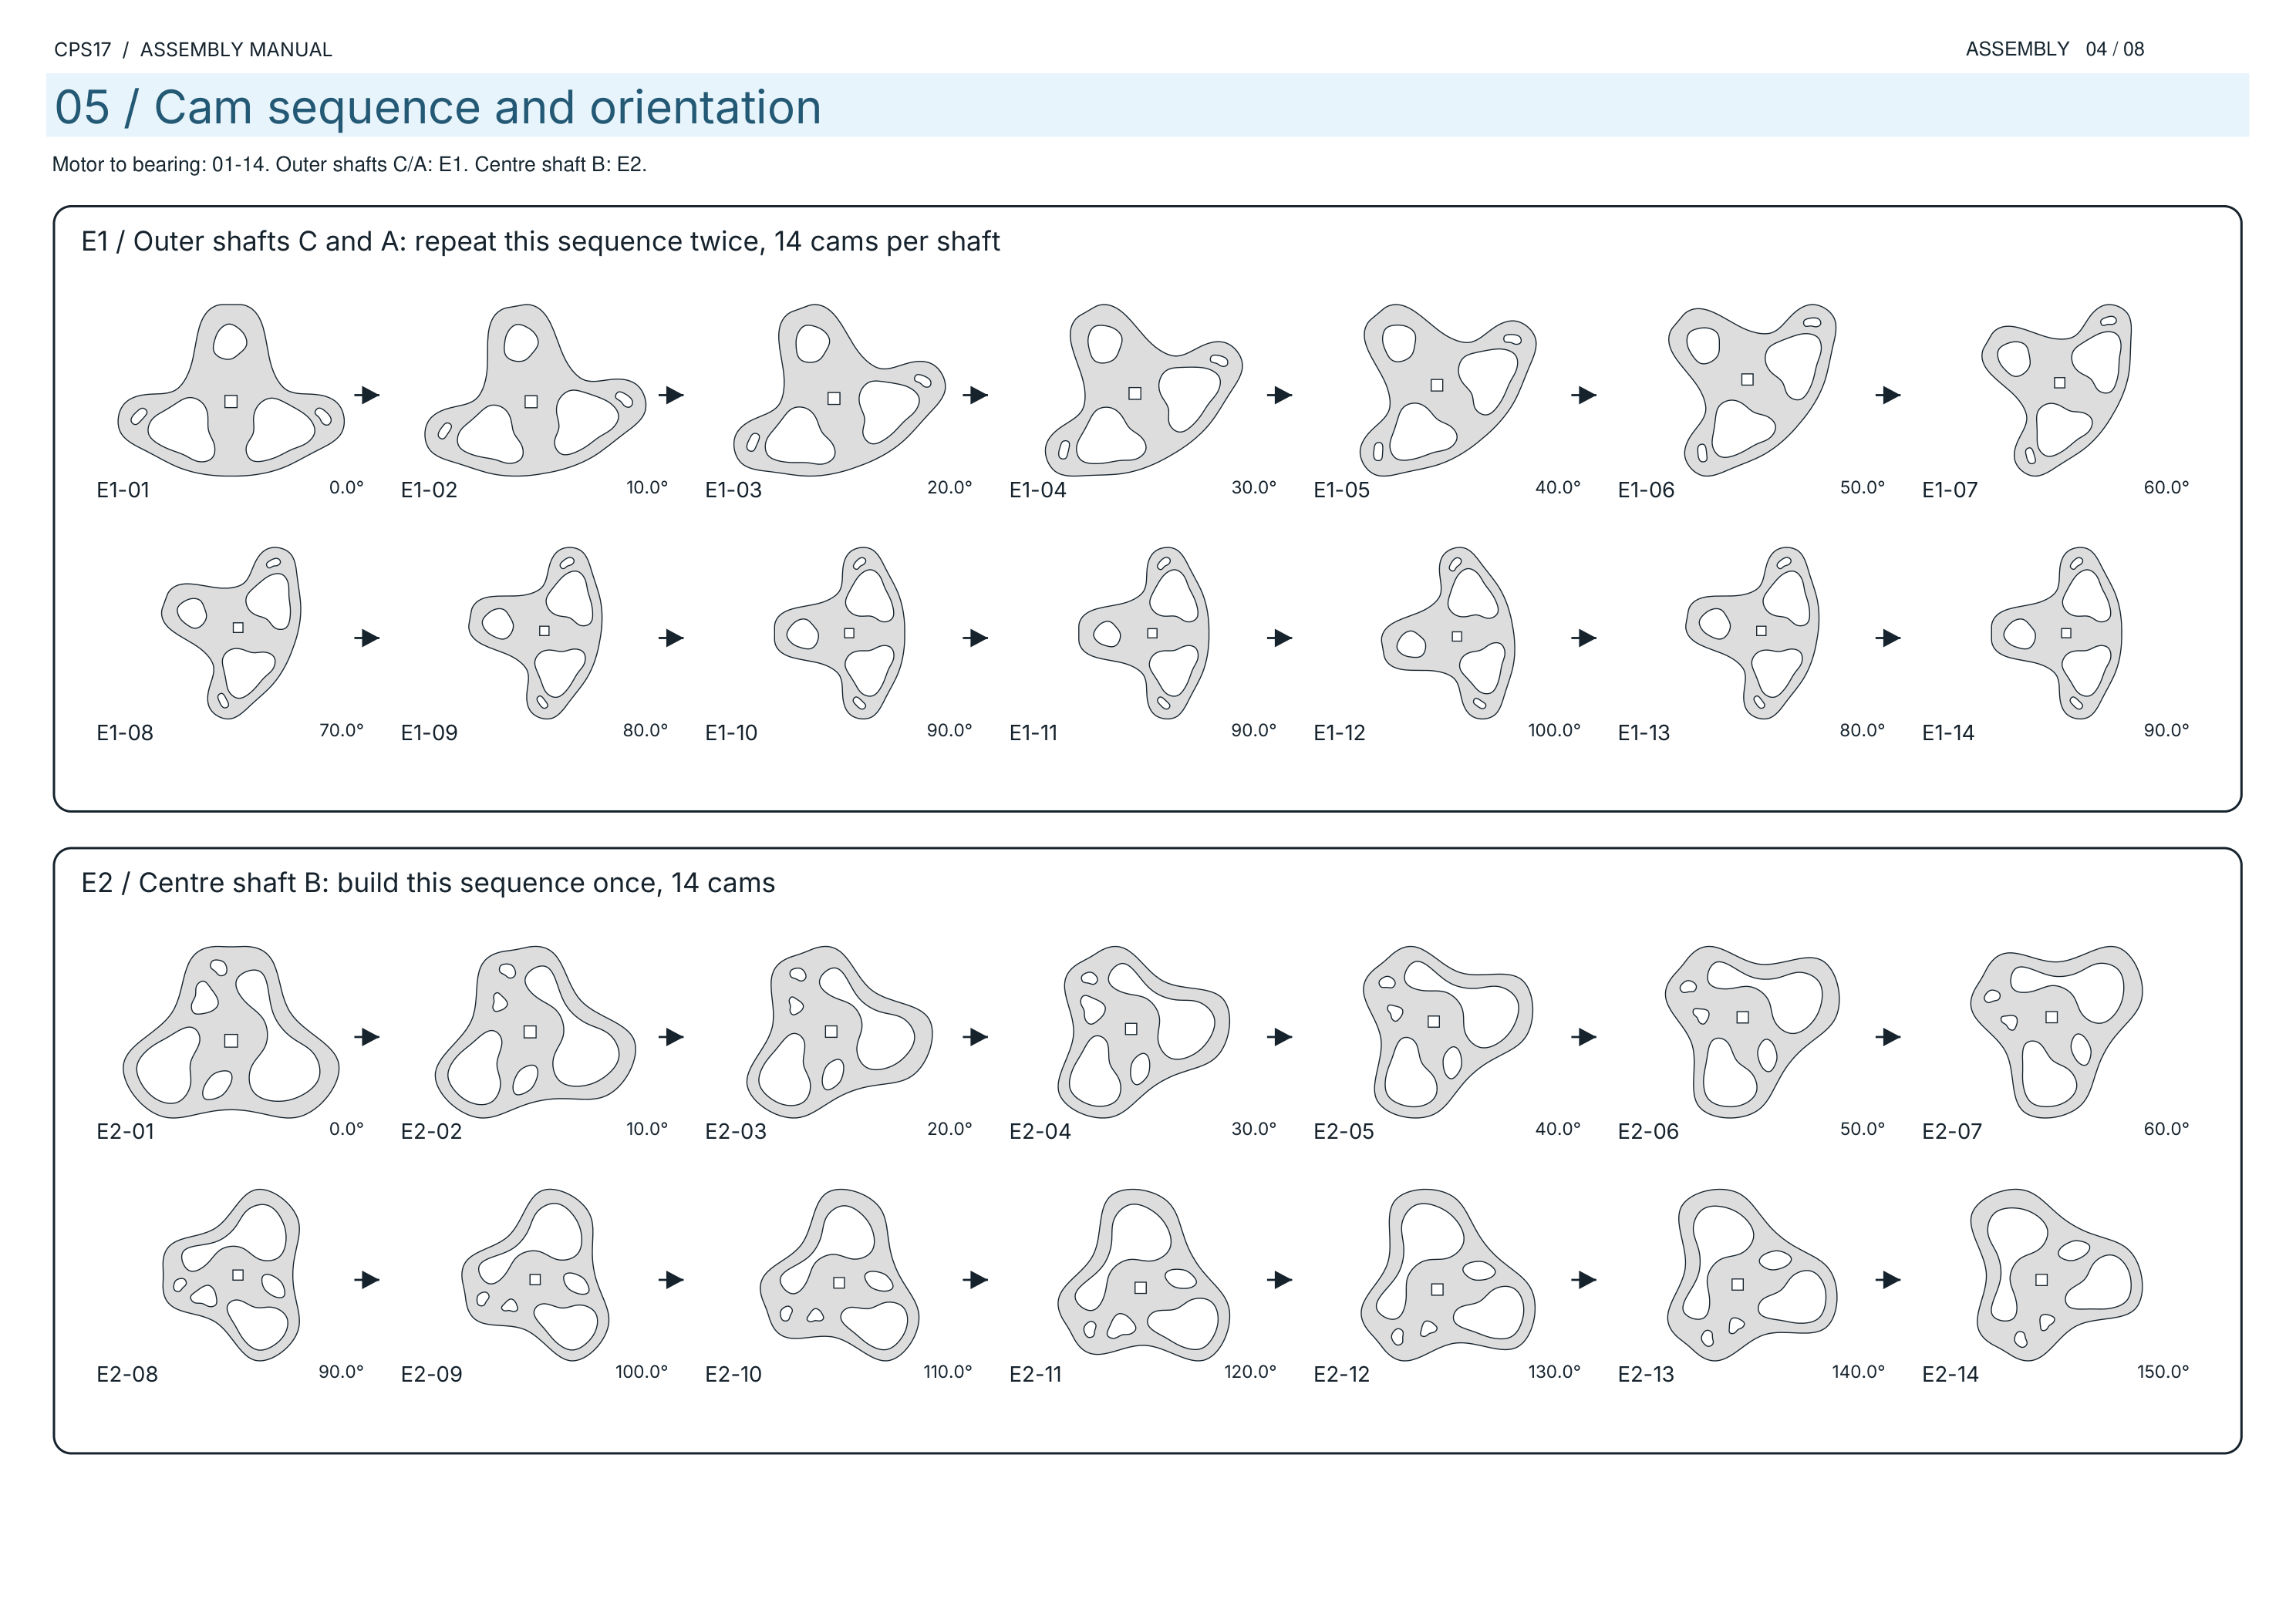 CPS17 / ASSEMBLY MANUAL
ASSEMBLY 04 / 08
05 / Cam sequence and orientation
Motor to bearing: 01-14. Outer shafts C/A: E1. Centre shaft B: E2.
E1 / Outer shafts C and A: repeat this sequence twice, 14 cams per shaft
E1-01 0.0° E1-02 10.0° E1-03 20.0° E1-04 30.0° E1-05 40.0° E1-06 50.0° E1-07 60.0°
E1-08 70.0° E1-09 80.0° E1-10 90.0° E1-11 90.0° E1-12 100.0° E1-13 80.0° E1-14 90.0°
E2 / Centre shaft B: build this sequence once, 14 cams
E2-01 0.0° E2-02 10.0° E2-03 20.0° E2-04 30.0° E2-05 40.0° E2-06 50.0° E2-07 60.0°
E2-08 90.0° E2-09 100.0° E2-10 110.0° E2-11 120.0° E2-12 130.0° E2-13 140.0° E2-14 150.0°